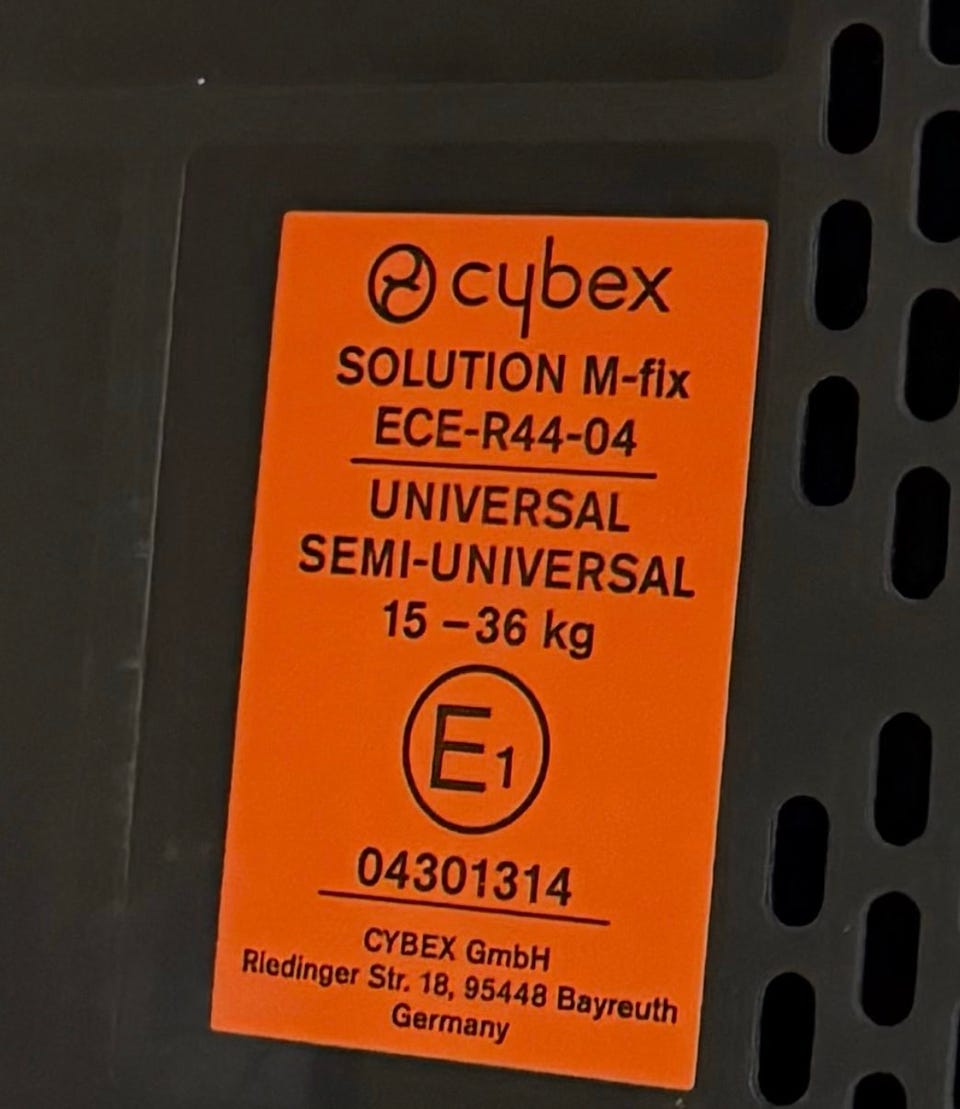 cybex
SOLUTION M-fix
ECE-R44-04
UNIVERSAL
SEMI-UNIVERSAL
15 – 36 kg
E1
04301314
CYBEX GmbH
Riedinger Str. 18, 95448 Bayreuth
Germany